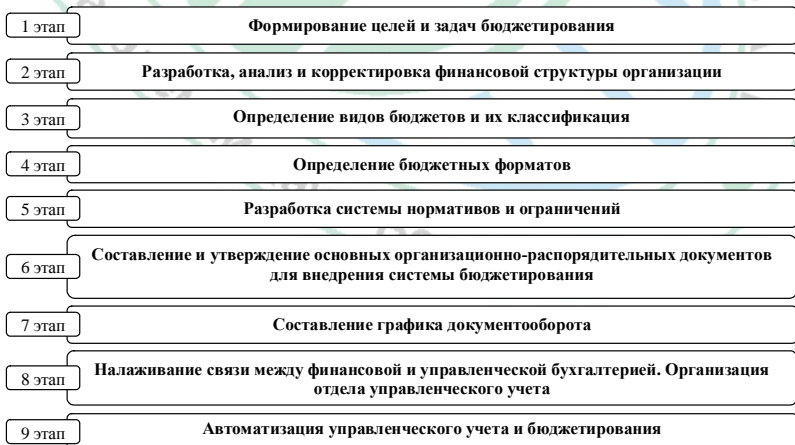 1 этап
Формирование целей и задач бюджетирования
2 этап
Разработка, анализ и корректировка финансовой структуры организации
3 этап
Определение видов бюджетов и их классификация
4 этап
Определение бюджетных форматов
5 этап
Разработка системы нормативов и ограничений
6 этап
Составление и утверждение основных организационно-распорядительных документов
для внедрения системы бюджетирования
7 этап
Составление графика документооборота
8 этап
Налаживание связи между финансовой и управленческой бухгалтерией. Организация
отдела управленческого учета
9 этап
Автоматизация управленческого учета и бюджетирования